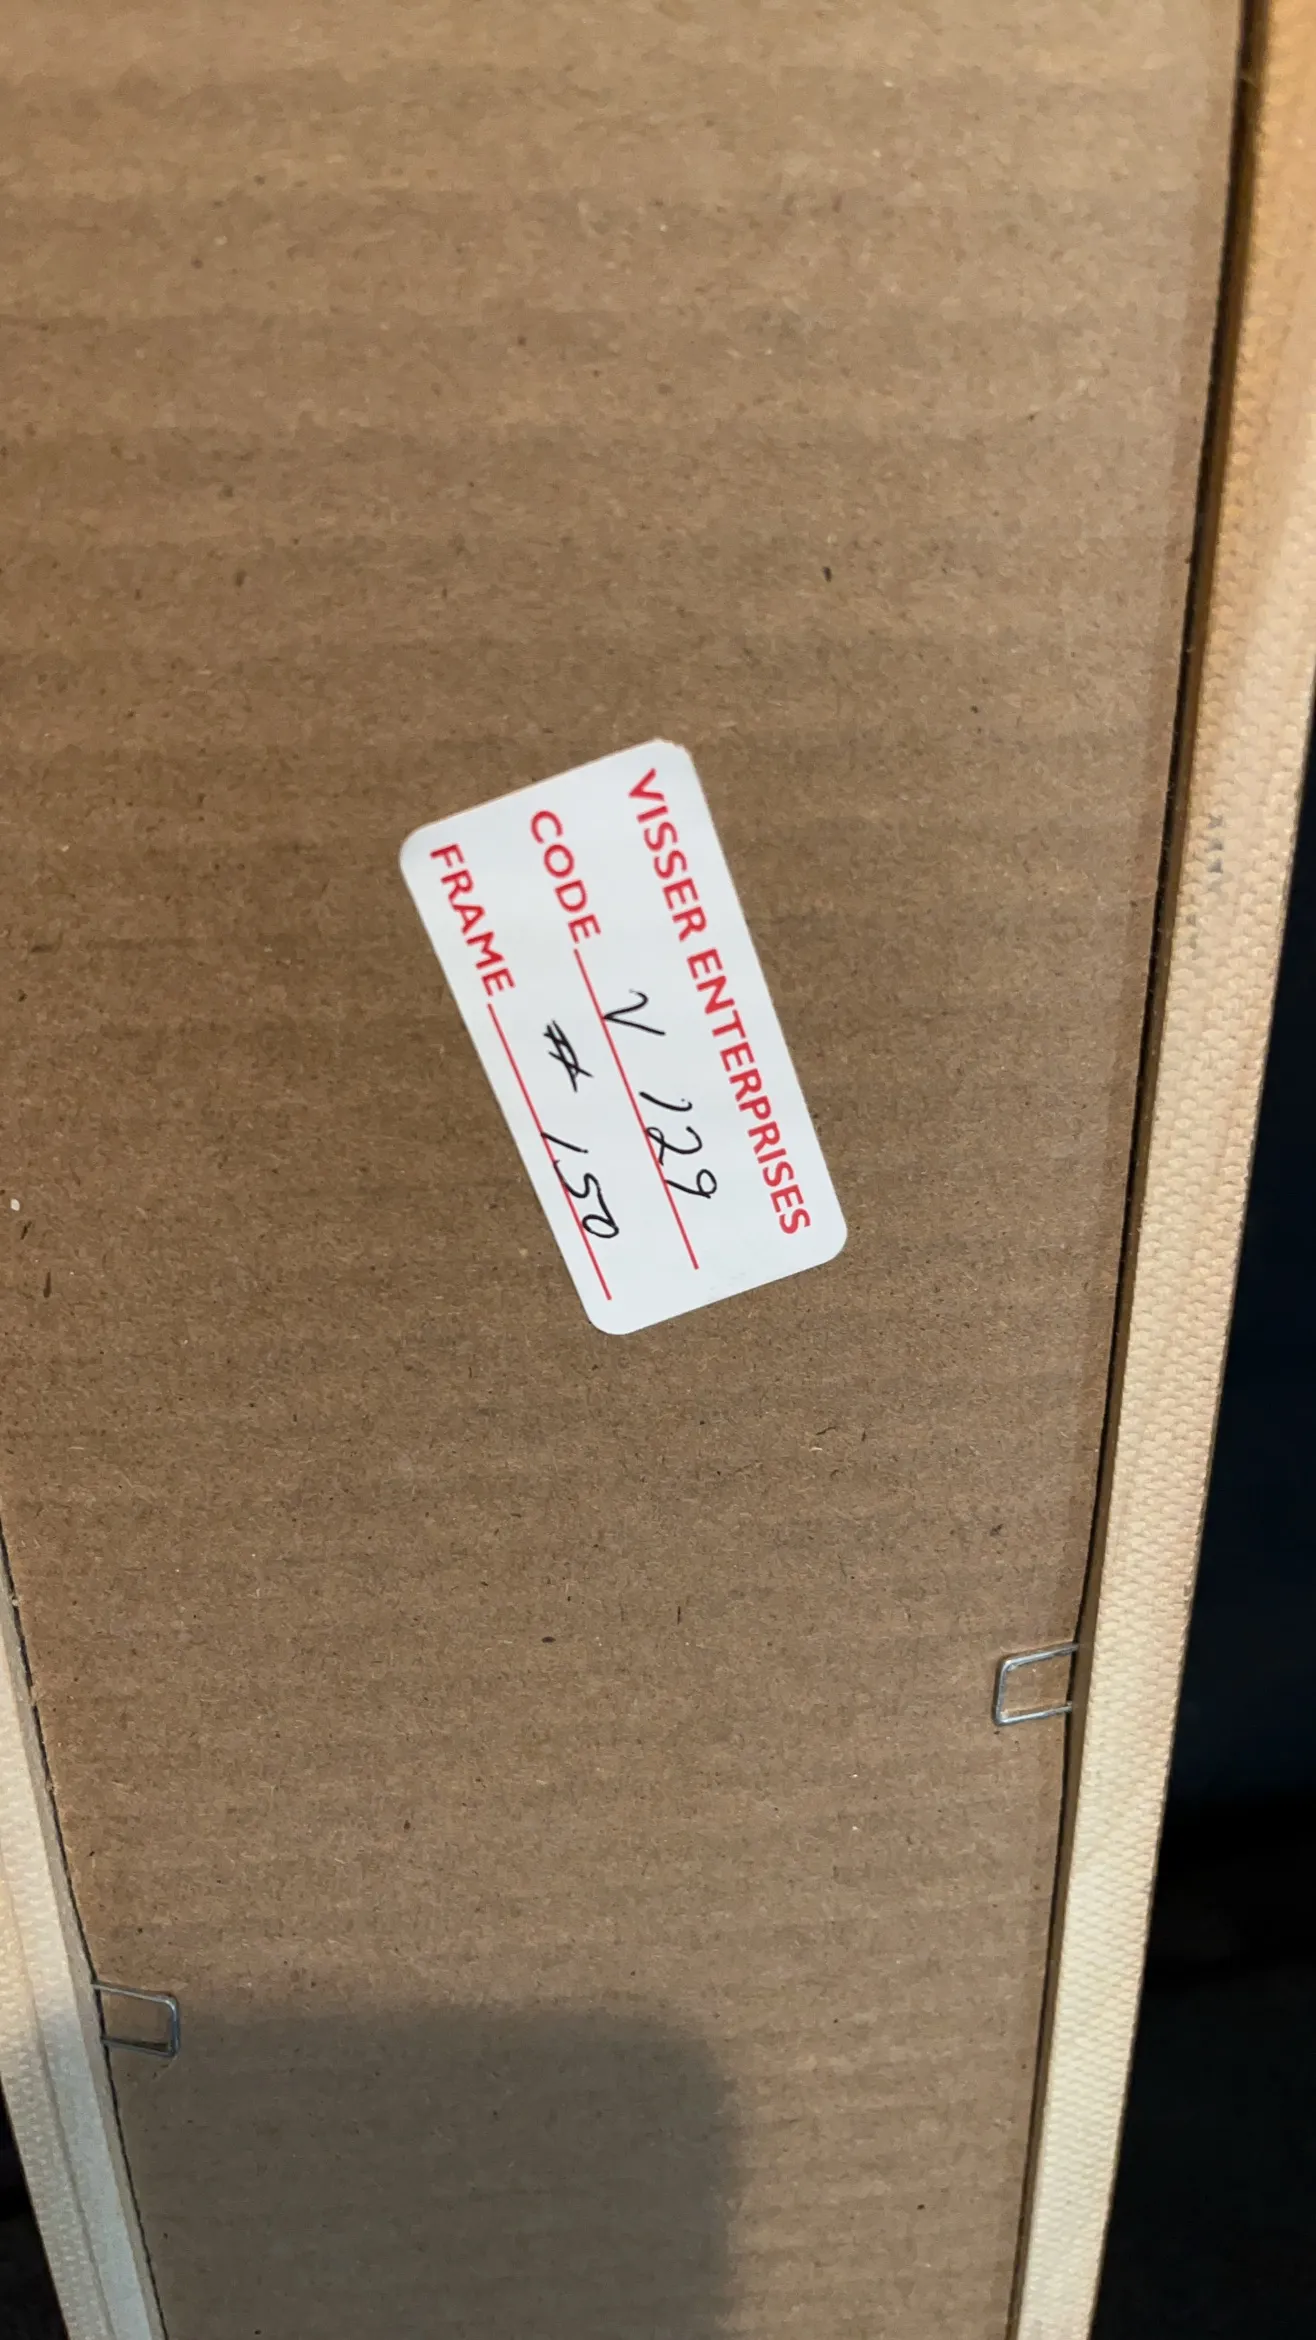 VISSER ENTERPRISES
CODE V 129
FRAME # 150